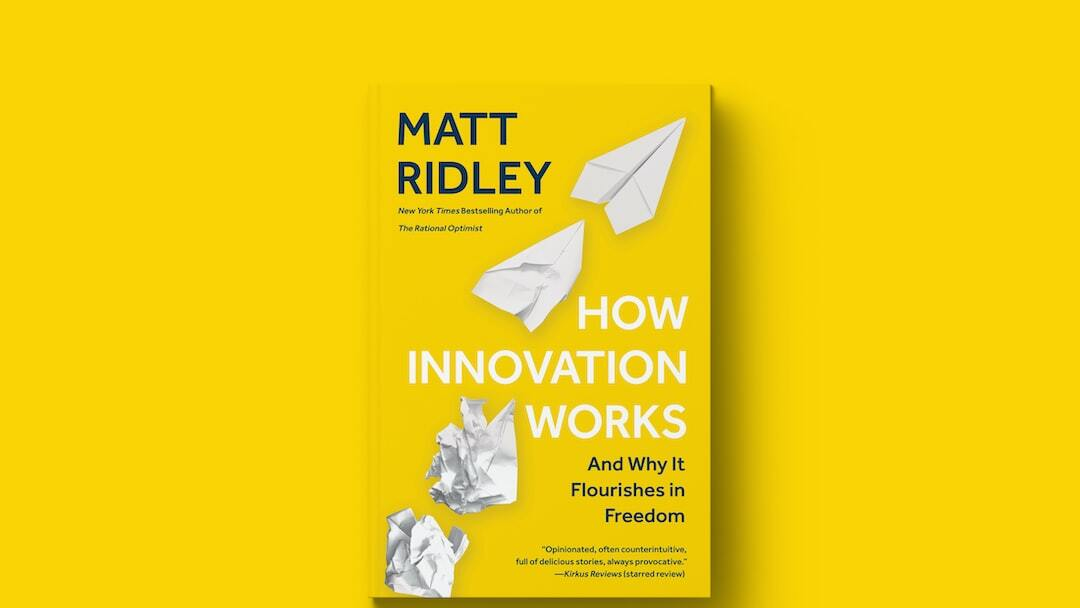 MATT
RIDLEY
New York Times Bestselling Author of
The Rational Optimist
HOW
INNOVATION
WORKS
And Why It
Flourishes in
Freedom
"Opinionated, often counterintuitive,
full of delicious stories, always provocative."
—Kirkus Reviews (starred review)